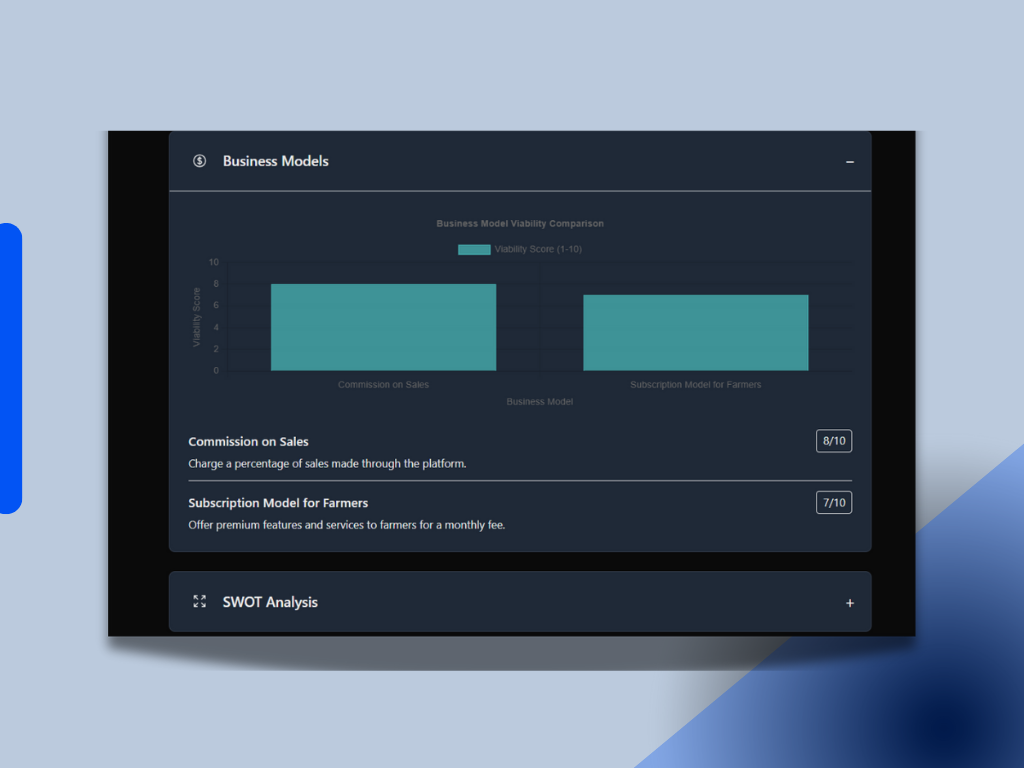 Business Models
Business Model Viability Comparison
Viability Score (1-10)
10
8
6
4
2
0
Viability Score
Commission on Sales
Subscription Model for Farmers
Business Model
Commission on Sales
8/10
Charge a percentage of sales made through the platform.
Subscription Model for Farmers
7/10
Offer premium features and services to farmers for a monthly fee.
SWOT Analysis